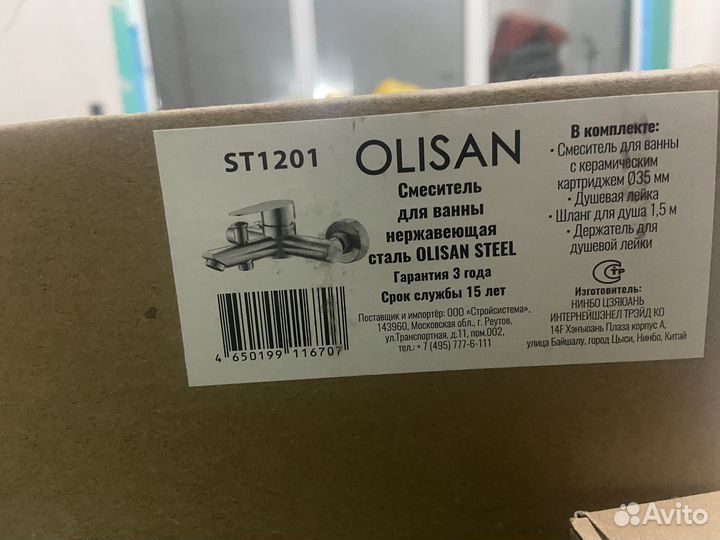 ST1201
OLISAN
Смеситель
для ванны
нержавеющая
сталь OLISAN STEEL
Гарантия 3 года
Срок службы 15 лет
Поставщик и импортёр: ООО «Стройсистема»,
143960, Московская обл., г. Реутов,
ул.Транспортная, д.11, пом.002,
тел.: + 7 (495) 777-6-111
4 650199 116707
В комплекте:
• Смеситель для ванны
с керамическим
картриджем Ø35 мм
• Душевая лейка
• Шланг для душа 1,5 м
• Держатель для
душевой лейки
Изготовитель:
НИНБО ЦЗЯЮАНЬ
ИНТЕРНЕЙШЭНЕЛ ТРЭЙД КО
14F Хэнъюань Плаза корпус А,
улица Байшалу, город Цыси, Нинбо, Китай
Avito